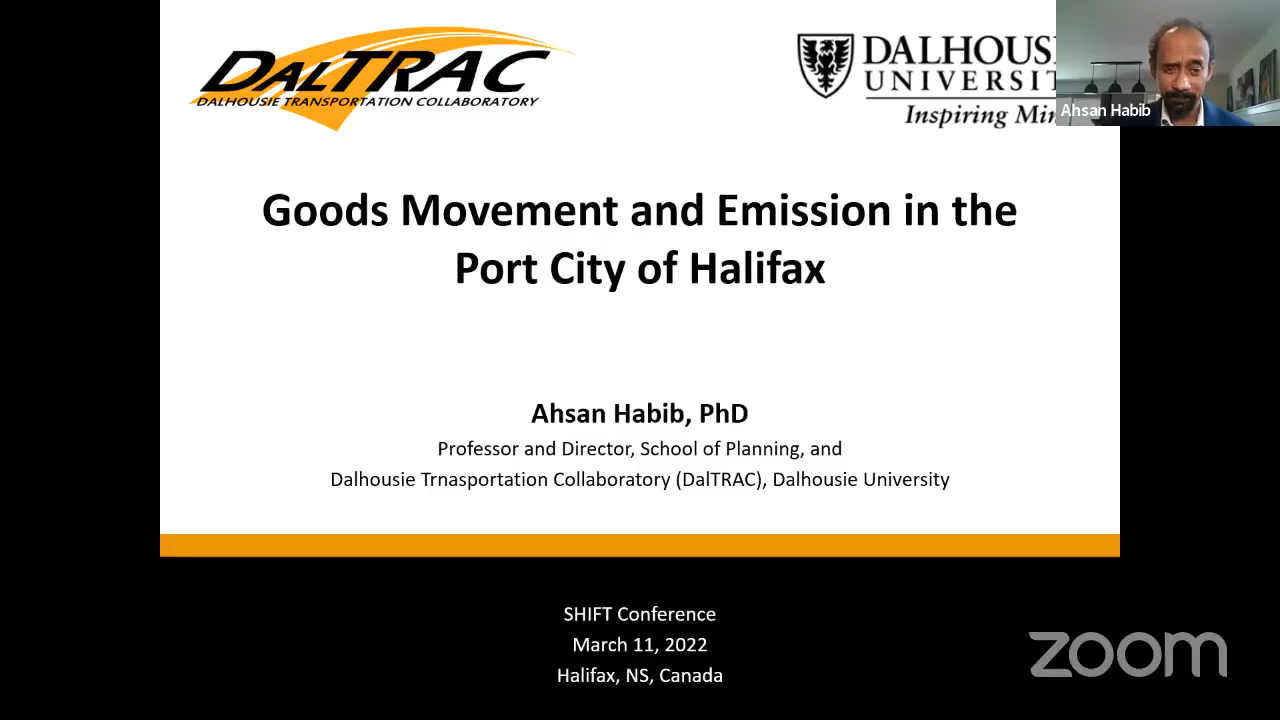 DALTRAC
DALHOUSIE TRANSPORTATION COLLABORATORY
DALHOUSI
UNIVERSIT
Inspiring Min
Ahsan Habib
Goods Movement and Emission in the
Port City of Halifax
Ahsan Habib, PhD
Professor and Director, School of Planning, and
Dalhousie Trnasportation Collaboratory (DalTRAC), Dalhousie University
SHIFT Conference
March 11, 2022
Halifax, NS, Canada
zoom